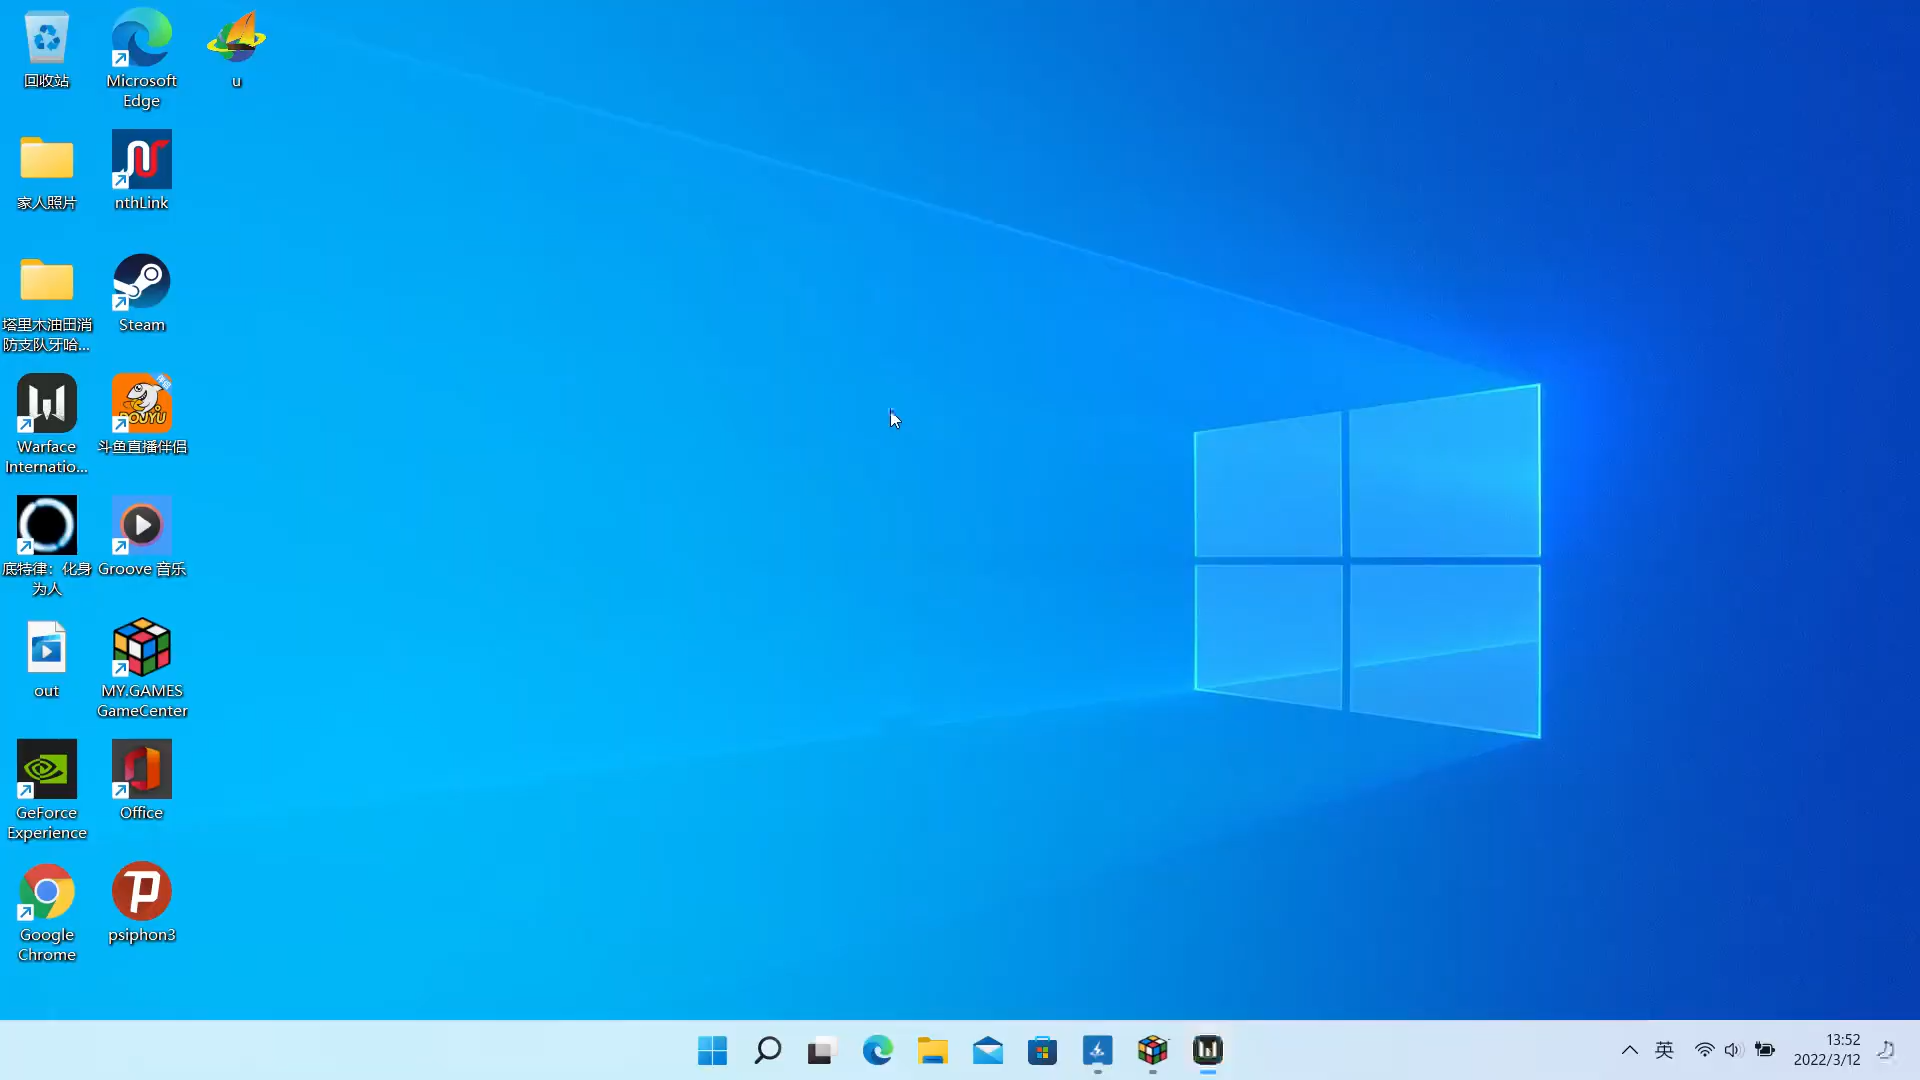 回收站
Microsoft
Edge
u
家人照片
nthLink
塔里木油田消
防支队牙哈...
Steam
Warface
Internatio...
DOUYU
斗鱼直播伴侣
底特律：化身
为人
Groove 音乐
out
MY.GAMES
GameCenter
GeForce
Experience
Office
Google
Chrome
psiphon3
英
13:52
2022/3/12